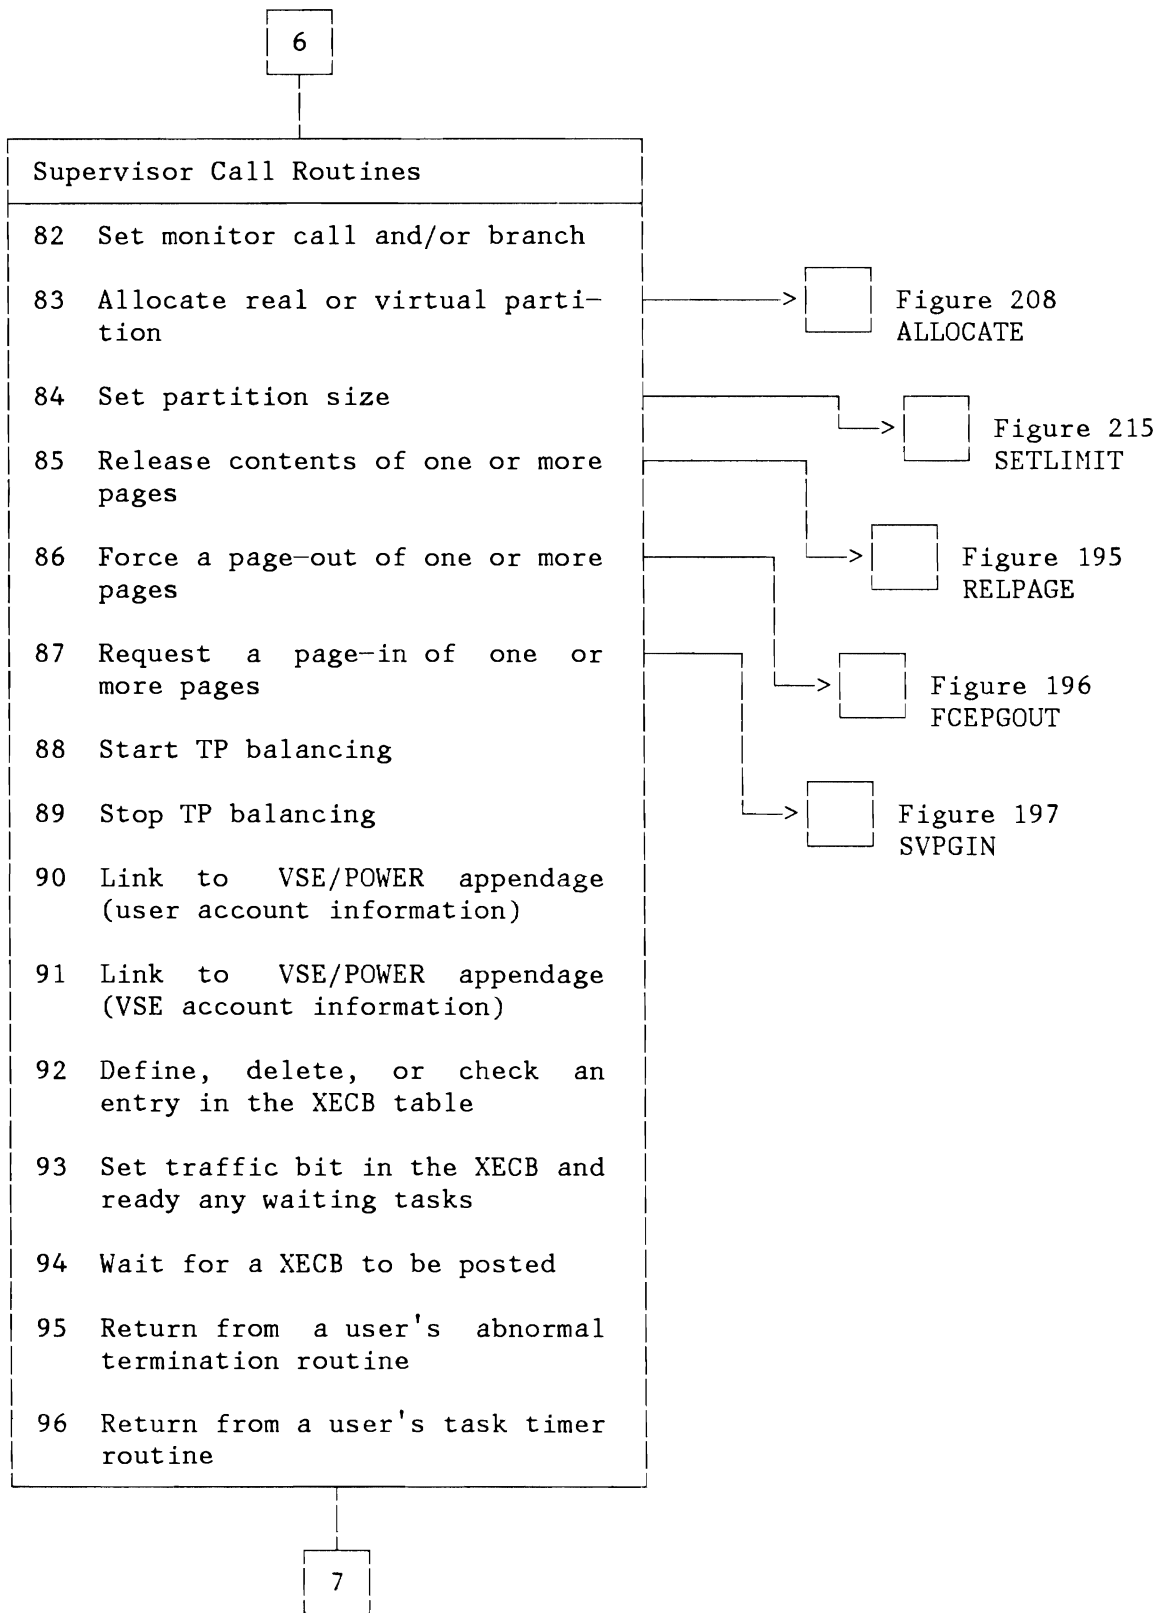 6
Supervisor Call Routines
82 Set monitor call and/or branch
83 Allocate real or virtual parti-
tion
Figure 208
ALLOCATE
84 Set partition size
Figure 215
SETLIMIT
85 Release contents of one or more
pages
Figure 195
RELPAGE
86 Force a page-out of one or more
pages
Figure 196
FCEPGOUT
87 Request a page-in of one or
more pages
Figure 197
SVPGIN
88 Start TP balancing
89 Stop TP balancing
90 Link to VSE/POWER appendage
(user account information)
91 Link to VSE/POWER appendage
(VSE account information)
92 Define, delete, or check an
entry in the XECB table
93 Set traffic bit in the XECB and
ready any waiting tasks
94 Wait for a XECB to be posted
95 Return from a user's abnormal
termination routine
96 Return from a user's task timer
routine
7